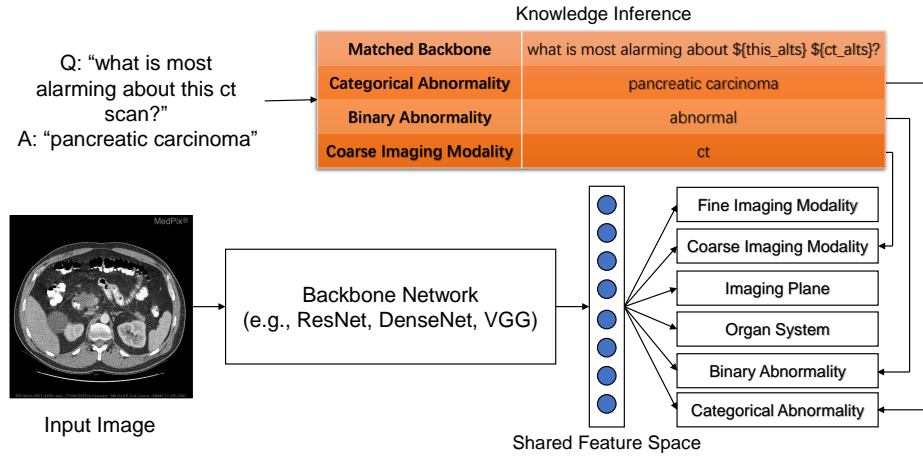 Knowledge Inference
Q: “what is most
alarming about this ct
scan?”
A: “pancreatic carcinoma”
Matched Backbone what is most alarming about ${this_alts} ${ct_alts}?
Categorical Abnormality pancreatic carcinoma
Binary Abnormality abnormal
Coarse Imaging Modality ct
MedPix®
Backbone Network
(e.g., ResNet, DenseNet, VGG)
Fine Imaging Modality
Coarse Imaging Modality
Imaging Plane
Organ System
Binary Abnormality
Categorical Abnormality
Input Image
Shared Feature Space